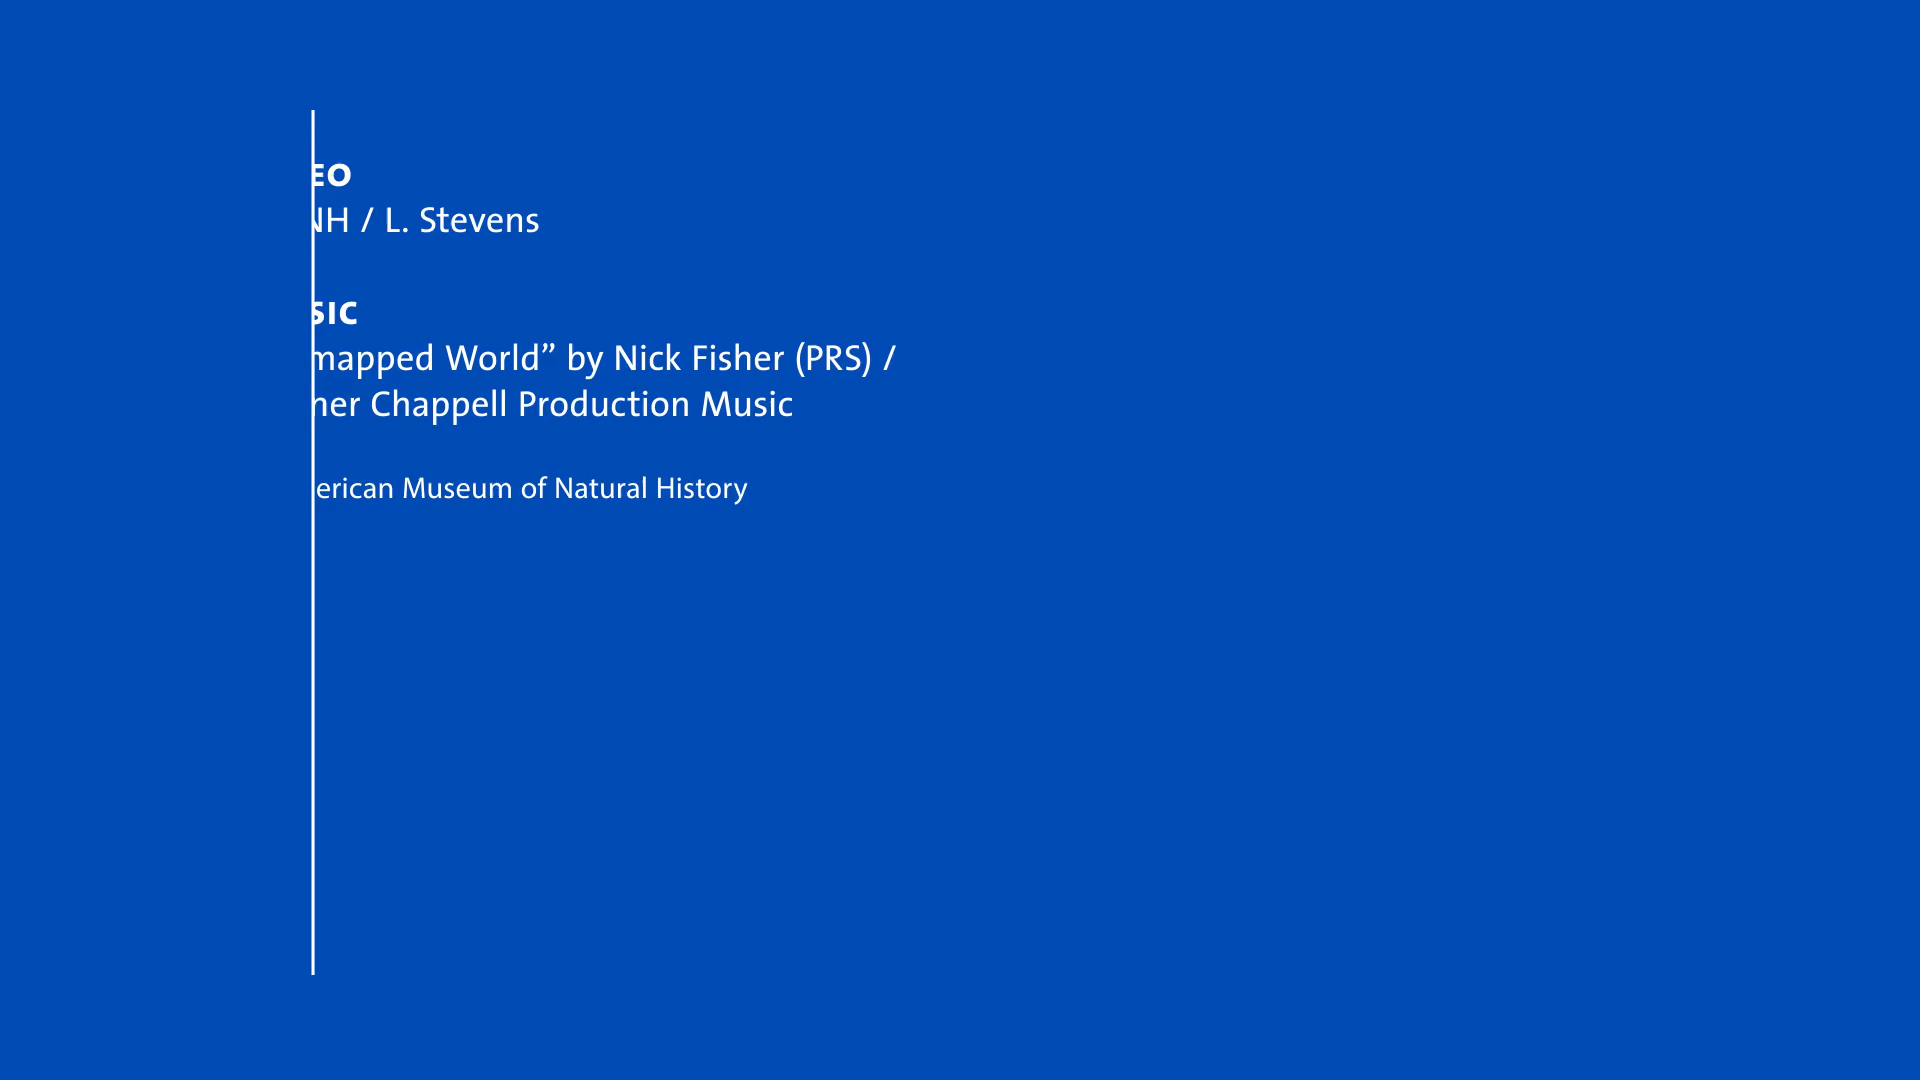 EO
NH / L. Stevens
SIC
mapped World” by Nick Fisher (PRS) /
ner Chappell Production Music
erican Museum of Natural History